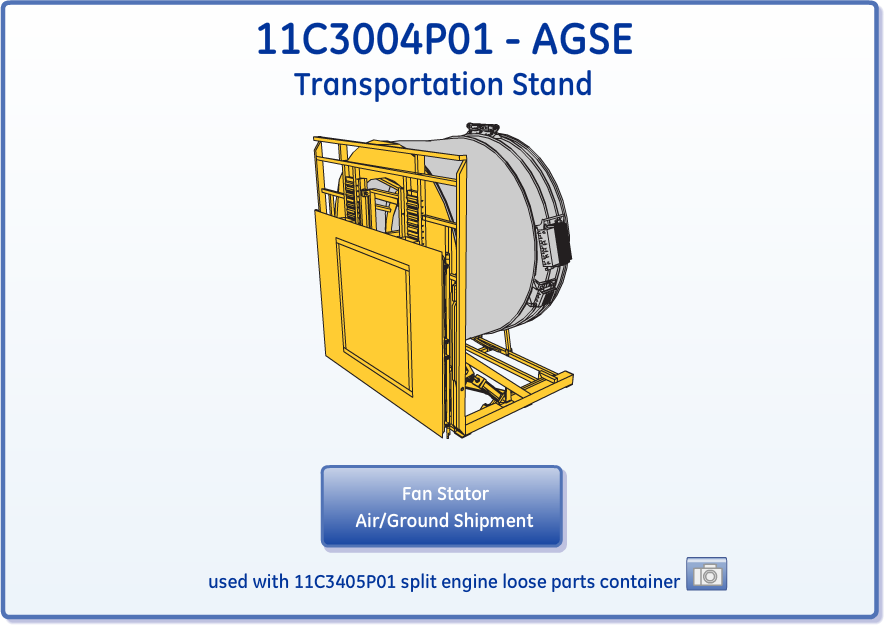 11C3004P01 - AGSE
Transportation Stand
Fan Stator
Air/Ground Shipment
used with 11C3405P01 split engine loose parts container